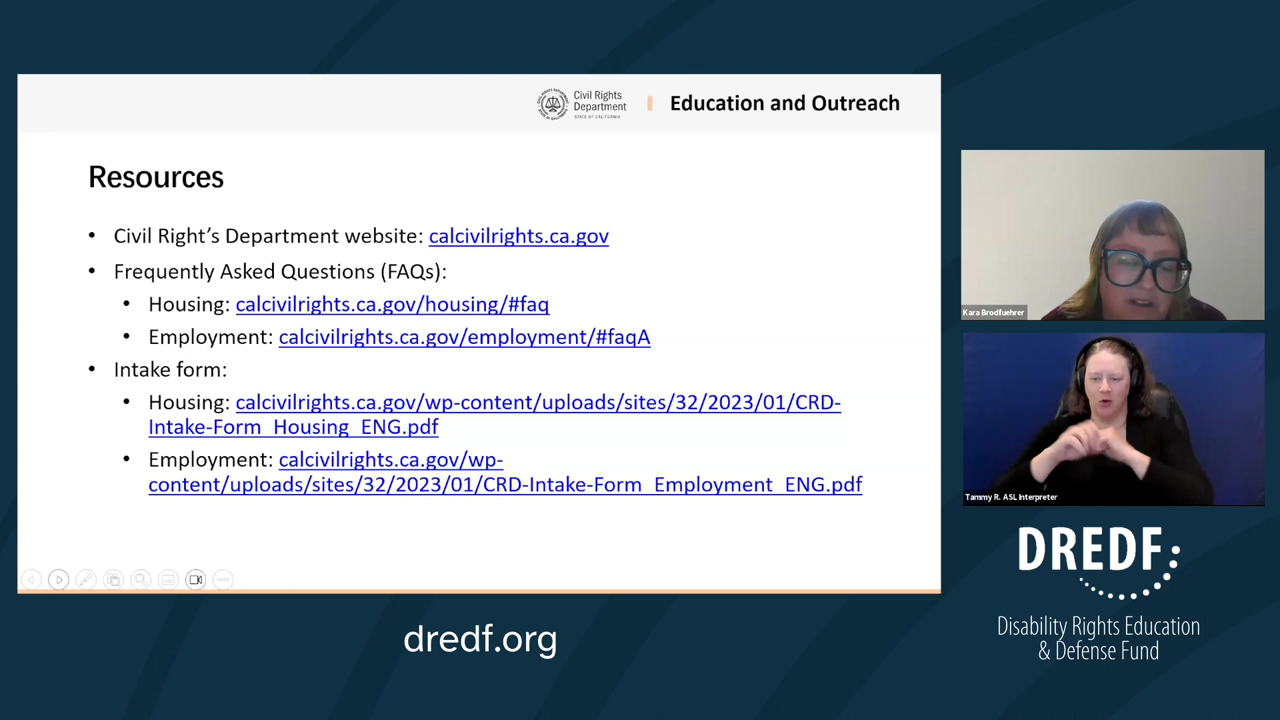 Civil Rights
Department
STATE OF CALIFORNIA
Education and Outreach
Resources
• Civil Right’s Department website: calcivilrights.ca.gov
• Frequently Asked Questions (FAQs):
• Housing: calcivilrights.ca.gov/housing/#faq
• Employment: calcivilrights.ca.gov/employment/#faqA
• Intake form:
• Housing: calcivilrights.ca.gov/wp-content/uploads/sites/32/2023/01/CRD-
Intake-Form_Housing_ENG.pdf
• Employment: calcivilrights.ca.gov/wp-
content/uploads/sites/32/2023/01/CRD-Intake-Form_Employment_ENG.pdf
Kara Brodfuehrer
Tammy R. ASL Interpreter
DREDF
Disability Rights Education
& Defense Fund
dredf.org